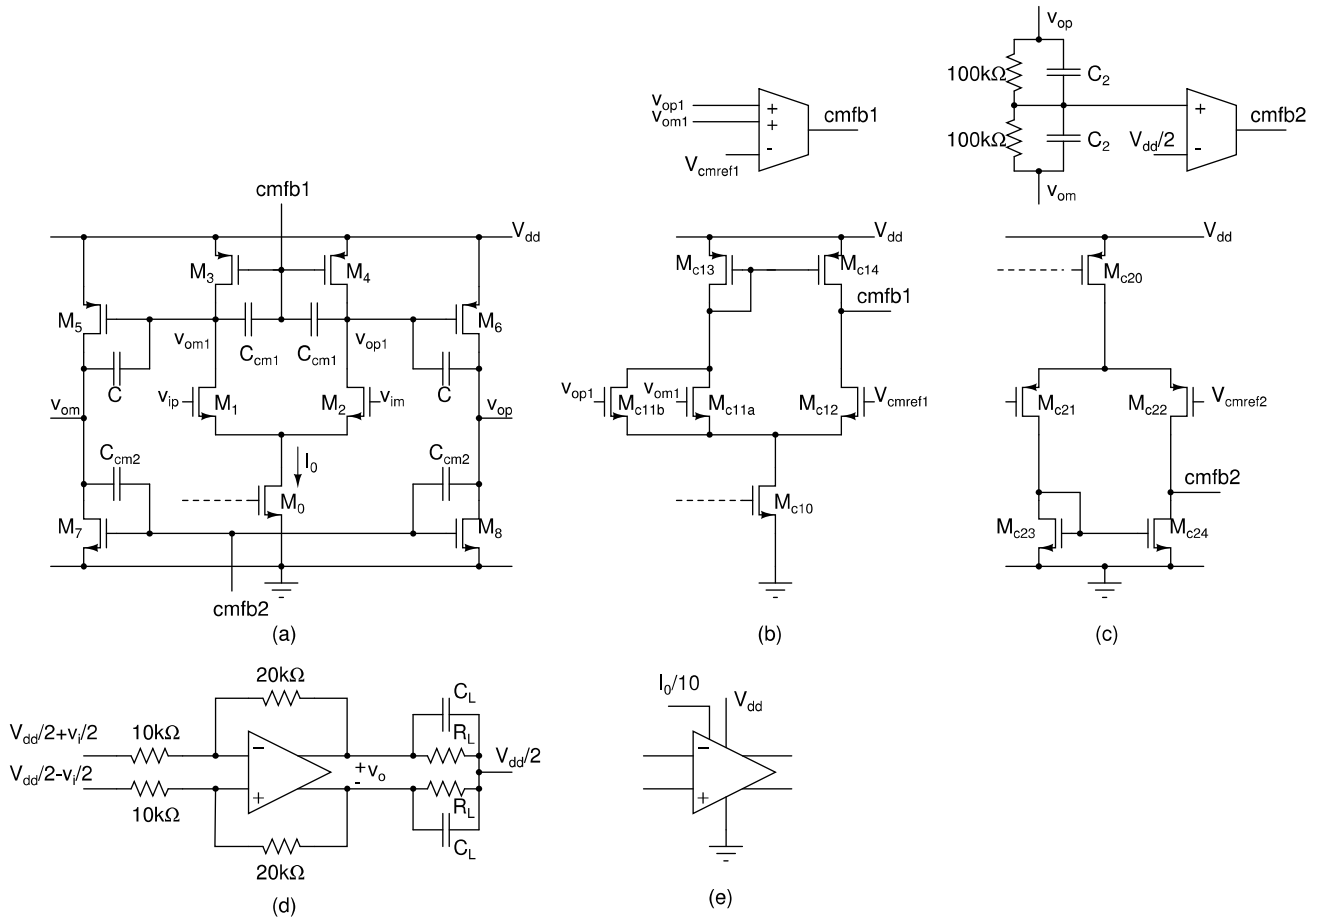 v_op
100kΩ
C_2
v_op1
v_om1
+
+
-
cmfb1
V_cmref1
+
-
cmfb2
100kΩ
C_2
V_dd/2
v_om
cmfb1
V_dd
M_3
M_4
M_5
M_6
v_om1
C_cm1
C_cm1
v_op1
C
C
v_ip
M_1
M_2
v_im
v_om
v_op
C_cm2
C_cm2
I_0
M_0
M_7
M_8
cmfb2
(a)
V_dd
M_c13
M_c14
cmfb1
v_op1
M_c11b
v_om1
M_c11a
M_c12
V_cmref1
M_c10
(b)
V_dd
M_c20
M_c21
M_c22
V_cmref2
cmfb2
M_c23
M_c24
(c)
20kΩ
V_dd/2+v_i/2
10kΩ
V_dd/2-v_i/2
10kΩ
−
+
+v_o
-
C_L
R_L
V_dd/2
R_L
C_L
20kΩ
(d)
I_0/10
V_dd
−
+
(e)